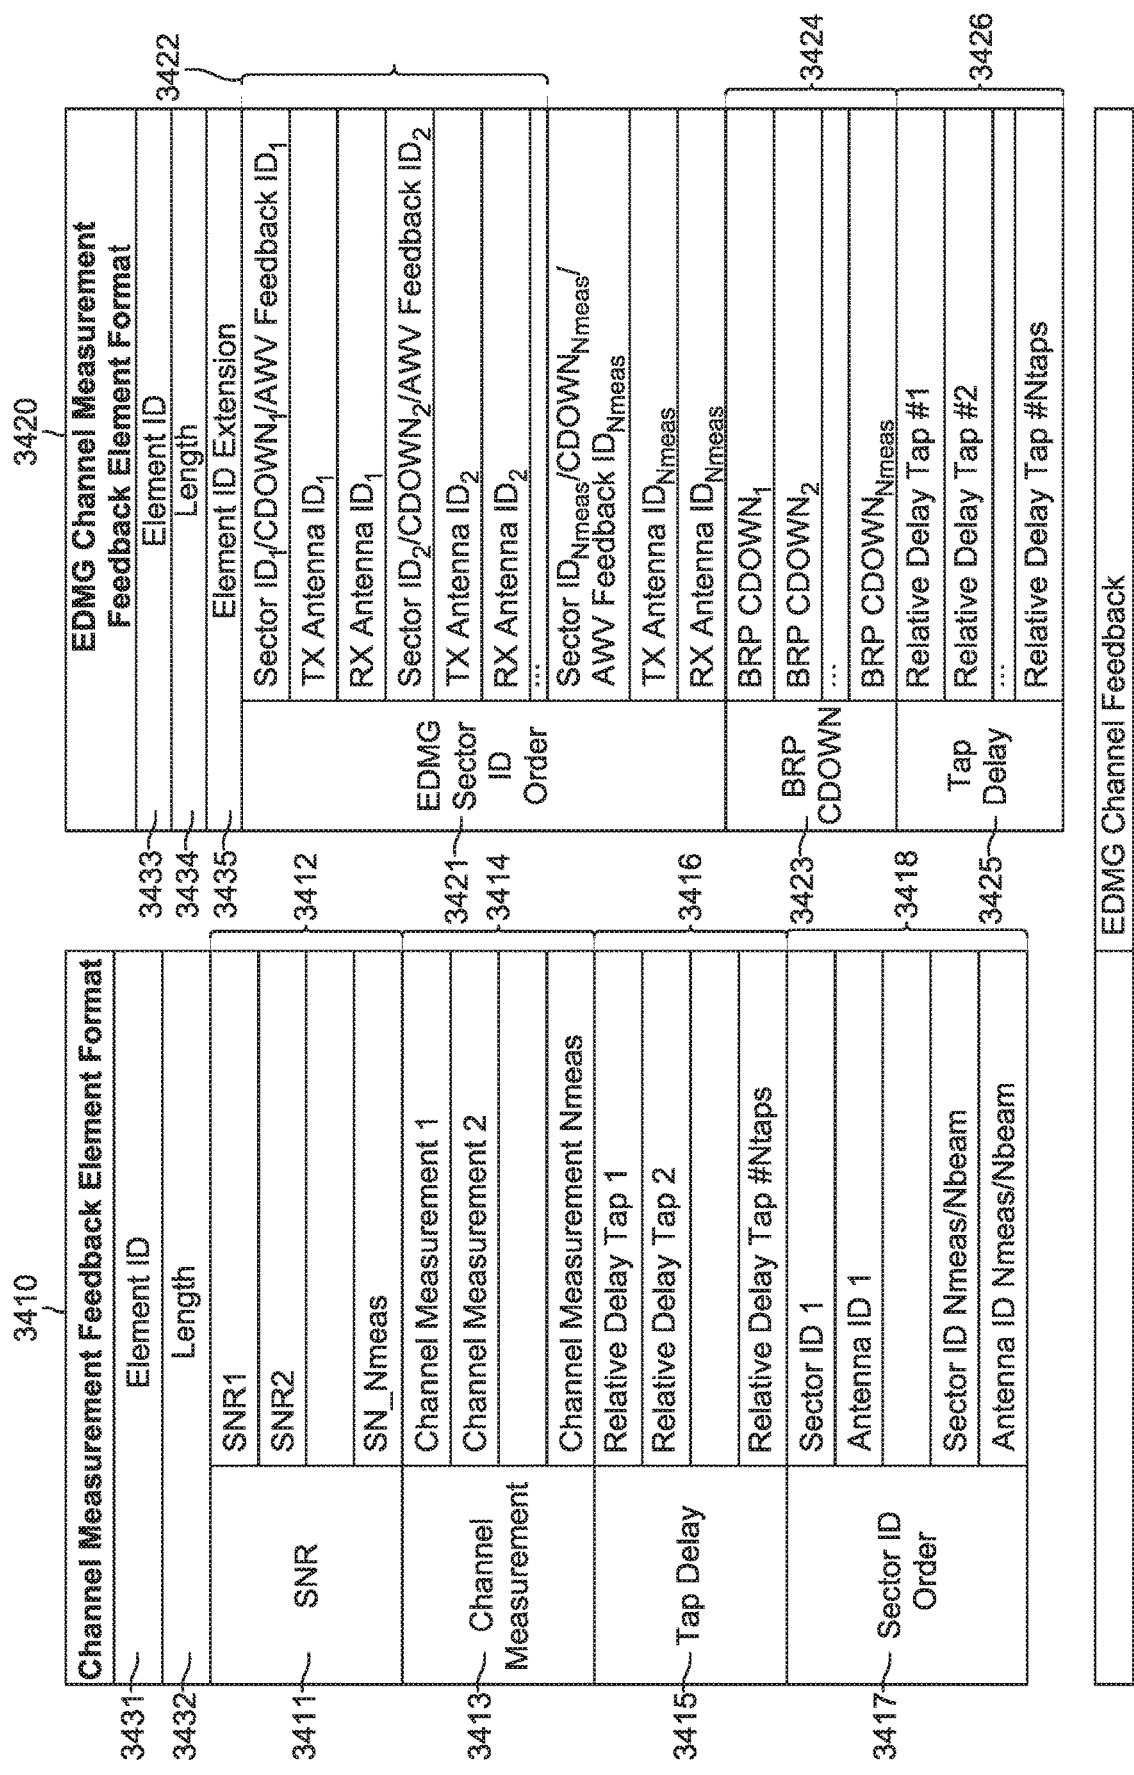 3410
Channel Measurement Feedback Element Format
3431
Element ID
3432
Length
3411
SNR
SNR1
SNR2
SN_Nmeas
3412
3413
Channel
Measurement
Channel Measurement 1
Channel Measurement 2
Channel Measurement Nmeas
3414
3415
Tap Delay
Relative Delay Tap 1
Relative Delay Tap 2
Relative Delay Tap #Ntaps
3416
3417
Sector ID
Order
Sector ID 1
Antenna ID 1
Sector ID Nmeas/Nbeam
Antenna ID Nmeas/Nbeam
3418
3420
EDMG Channel Measurement
Feedback Element Format
3433
Element ID
3434
Length
3435
Element ID Extension
3422
3421
EDMG
Sector
ID
Order
Sector ID1/CDOWN1/AWV Feedback ID1
TX Antenna ID1
RX Antenna ID1
Sector ID2/CDOWN2/AWV Feedback ID2
TX Antenna ID2
RX Antenna ID2
...
Sector IDNmeas/CDOWNNmeas/
AWV Feedback IDNmeas
TX Antenna IDNmeas
RX Antenna IDNmeas
3423
BRP
CDOWN
BRP CDOWN1
BRP CDOWN2
...
BRP CDOWNNmeas
3424
3425
Tap
Delay
Relative Delay Tap #1
Relative Delay Tap #2
...
Relative Delay Tap #Ntaps
3426
EDMG Channel Feedback